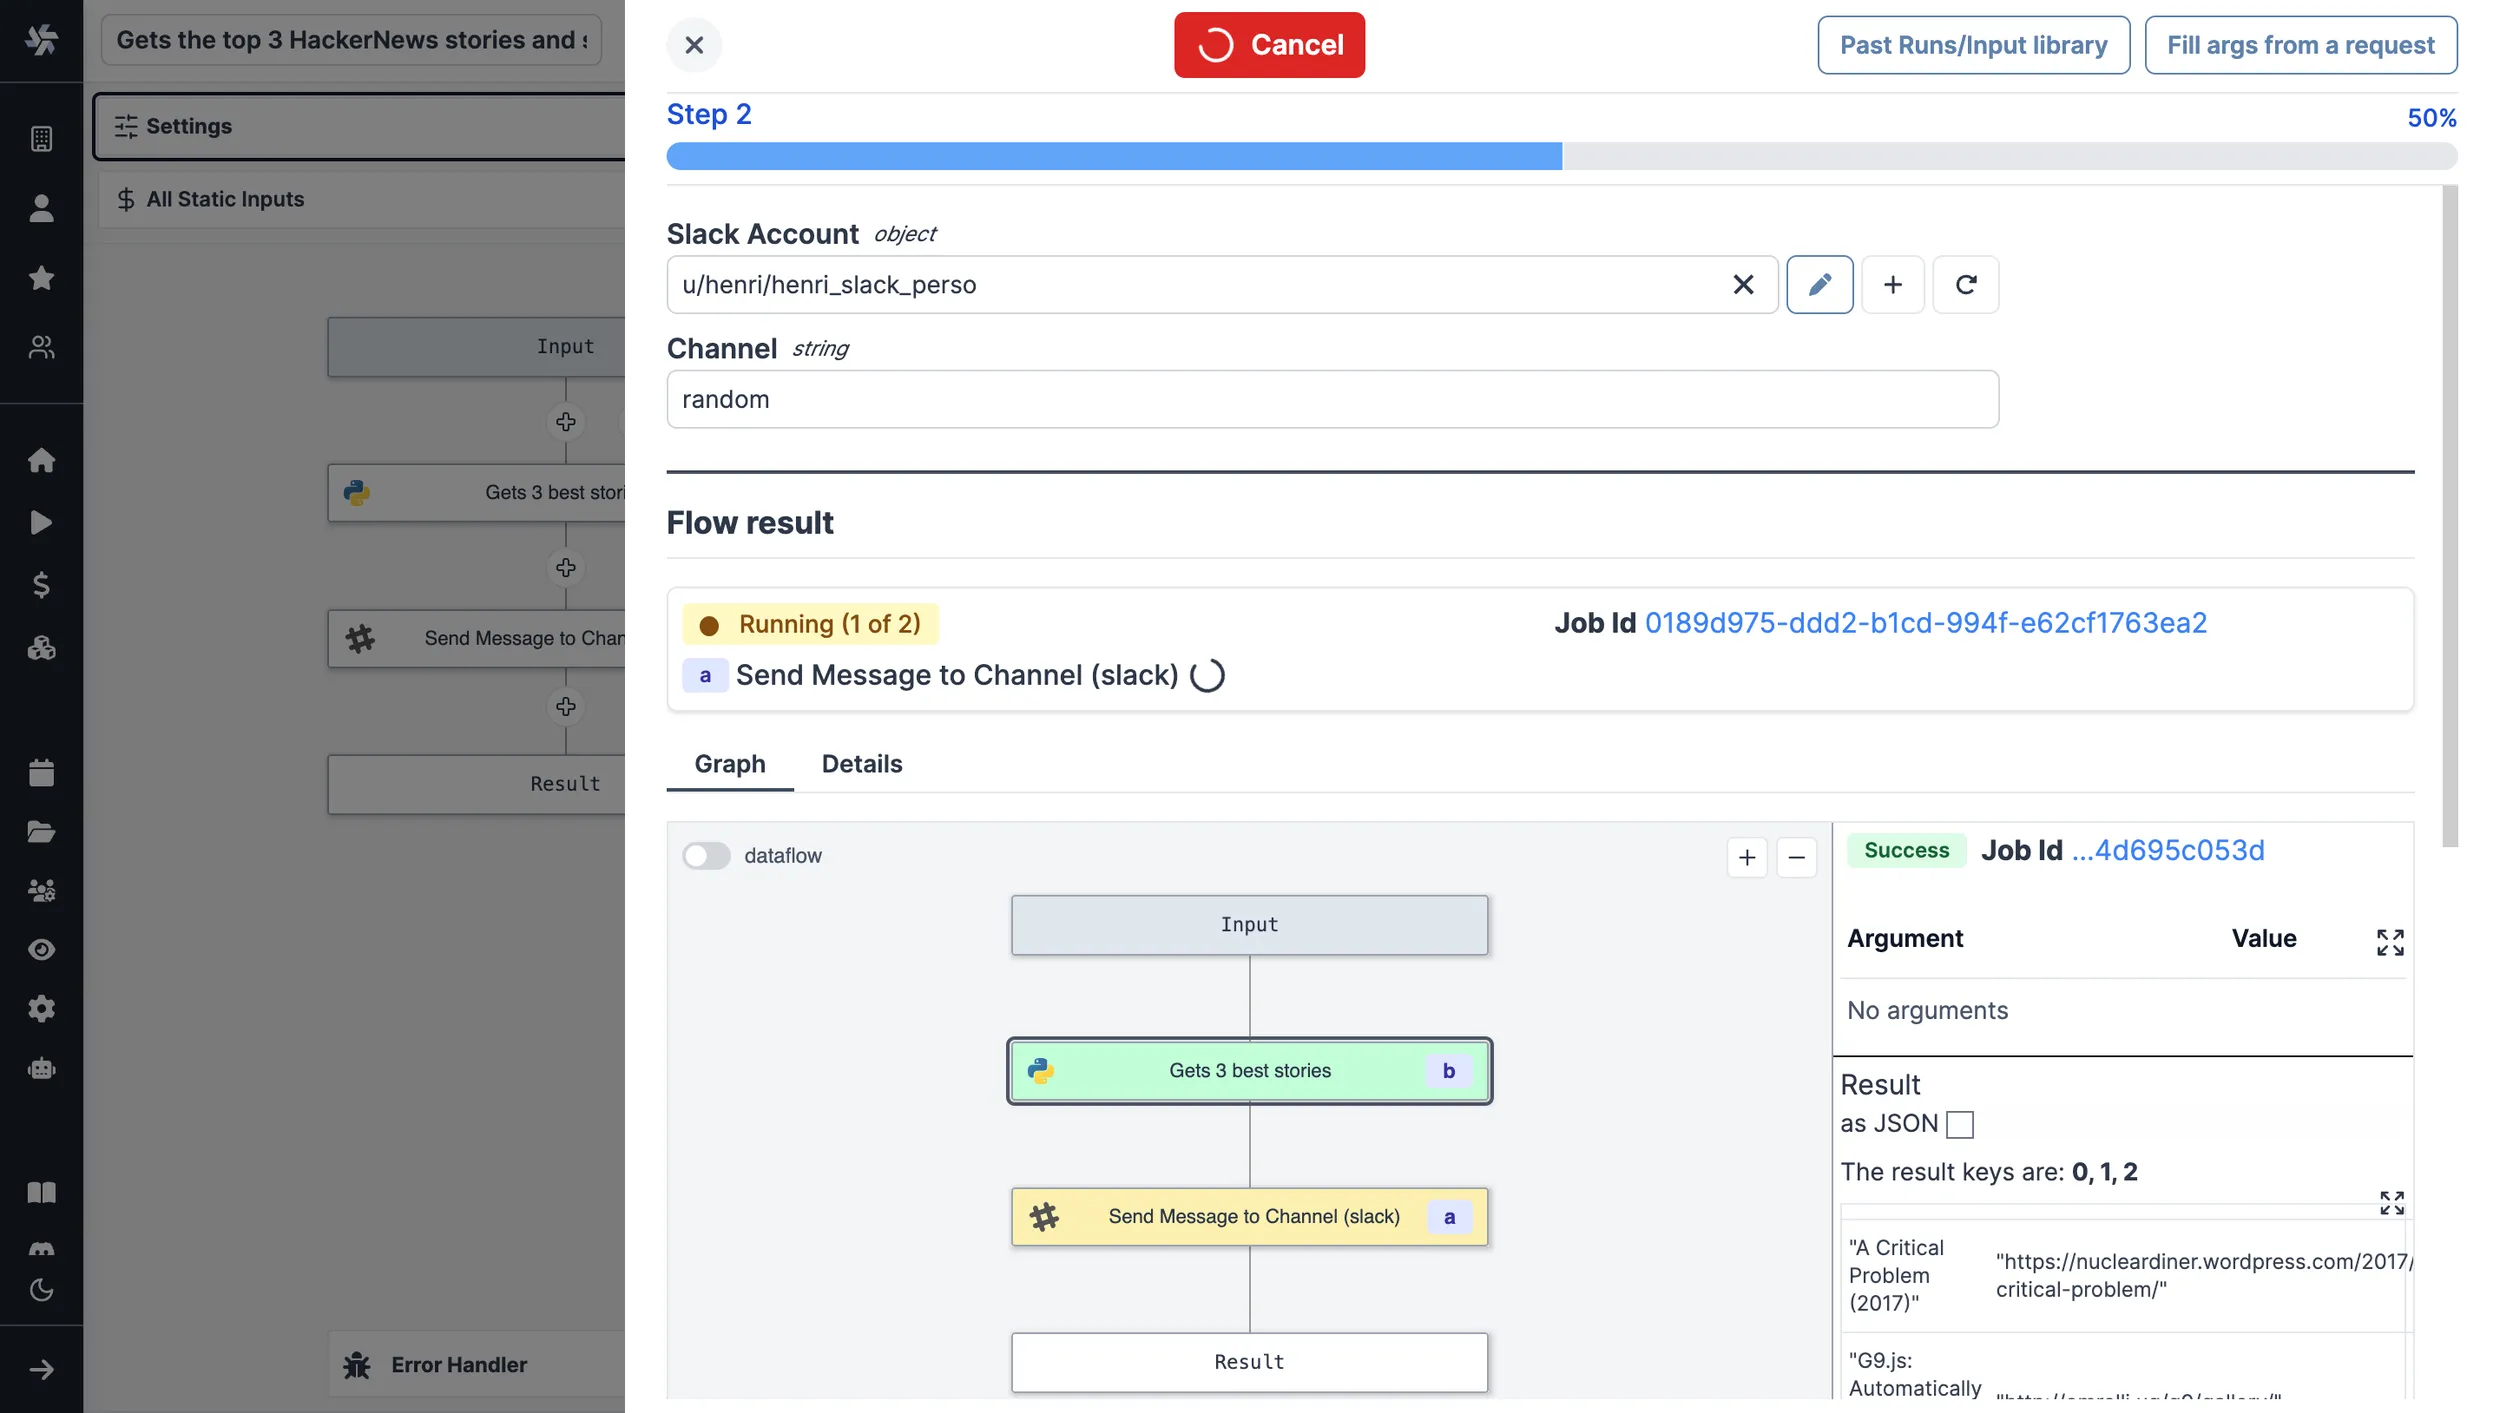 Gets the top 3 HackerNews stories and
Settings
All Static Inputs
Input
Gets 3 best stori
Send Message to Chan
Result
Error Handler
Cancel
Past Runs/Input library
Fill args from a request
Step 2
50%
Slack Account object
u/henri/henri_slack_perso
Channel string
random
Flow result
Running (1 of 2)
Job Id 0189d975-ddd2-b1cd-994f-e62cf1763ea2
a Send Message to Channel (slack)
Graph
Details
dataflow
Input
Gets 3 best stories b
Send Message to Channel (slack) a
Result
Success Job Id ...4d695c053d
Argument Value
No arguments
Result
as JSON
The result keys are: 0, 1, 2
"A Critical
Problem
(2017)"
"https://nucleardiner.wordpress.com/2017/
critical-problem/"
"G9.js:
Automatically